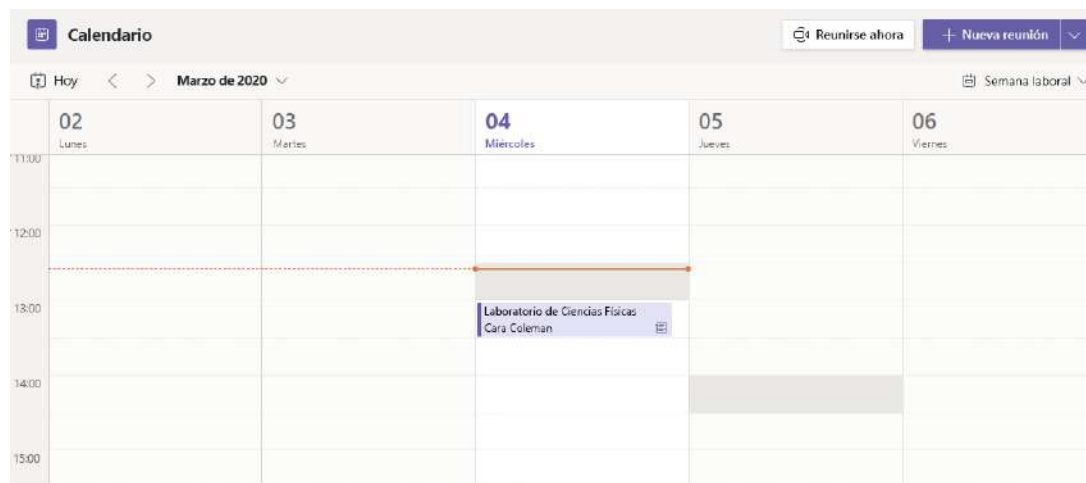 Calendario
Reunirse ahora
Nueva reunión
Hoy
Marzo de 2020
Semana laboral
02
Lunes
03
Martes
04
Miércoles
05
Jueves
06
Viernes
11:00
12:00
13:00
Laboratorio de Ciencias Físicas
Cara Coleman
14:00
15:00